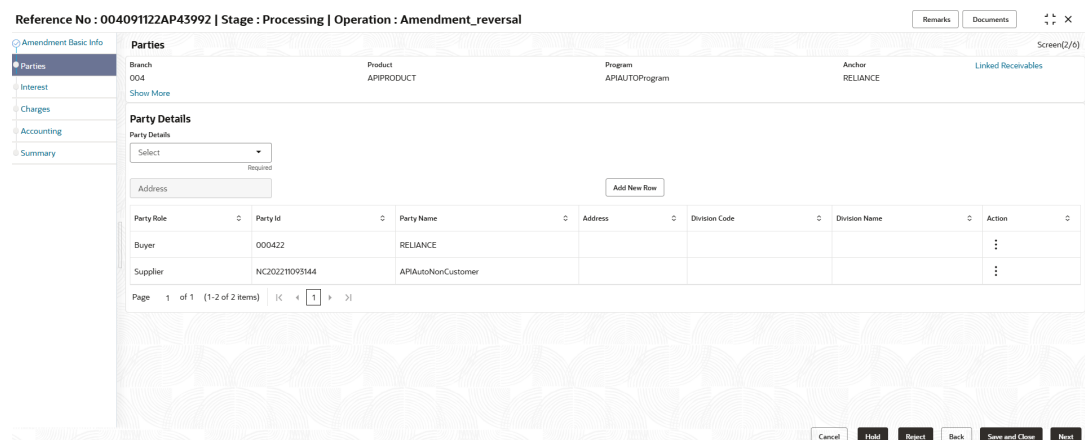 Reference No : 004091122AP43992 | Stage : Processing | Operation : Amendment_reversal
Remarks Documents
Amendment Basic Info
Parties
Interest
Charges
Accounting
Summary
Parties Screen(2/6)
Branch Product Program Anchor Linked Receivables
004 APIPRODUCT APIAUTOProgram RELIANCE
Show More
Party Details
Party Details
Select
Required
Address Add New Row
Party Role Party Id Party Name Address Division Code Division Name Action
Buyer 000422 RELIANCE
Supplier NC202211093144 APIAutoNonCustomer
Page 1 of 1 (1-2 of 2 items) 1
Cancel Hold Reject Back Save and Close Next